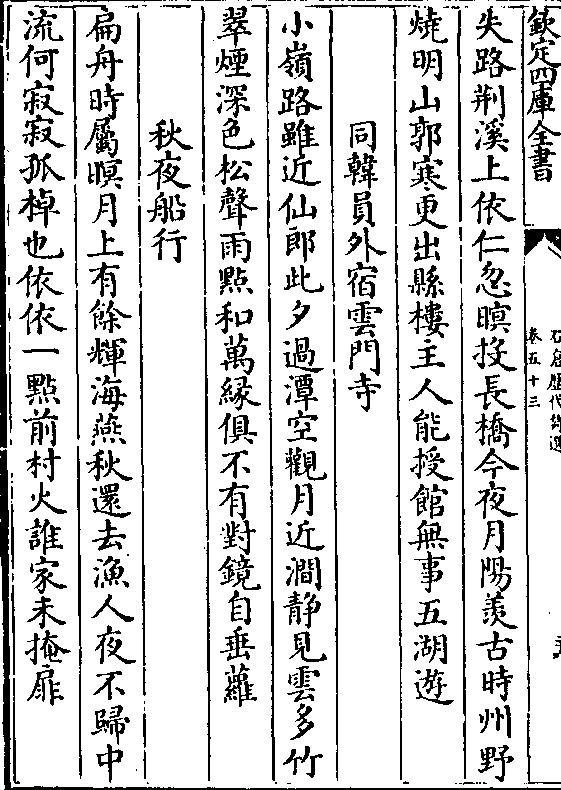 欽定四庫全書
石倉歷代詩選
卷五十三
失路荆溪上依仁忽暝投長橋今夜月陽羨古時州野
燒明山郭寒更出縣樓主人能授館無事五湖遊
同韓員外宿雲門寺
小嶺路雖近仙郎此夕過潭空觀月近澗静見雲多竹
翠煙深色松聲雨點和萬緣俱不有對鏡自垂蘿
秋夜船行
扁舟時屬暝月上有餘輝海燕秋還去漁人夜不歸中
流何寂寂孤棹也依依一點前村火誰家未掩扉